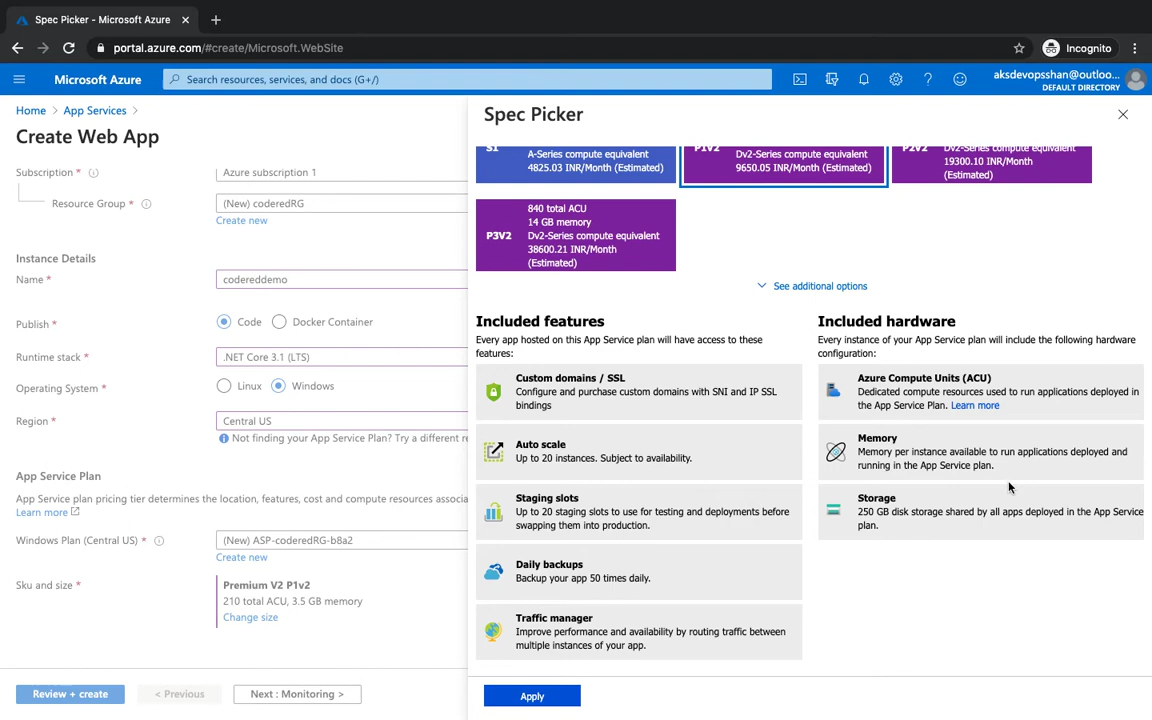 Spec Picker - Microsoft Azure
portal.azure.com/#create/Microsoft.WebSite
Incognito
Microsoft Azure
Search resources, services, and docs (G+/)
aksdevopsshan@outloo...
DEFAULT DIRECTORY
Home > App Services >
Create Web App
Subscription *
Azure subscription 1
Resource Group *
(New) coderedRG
Create new
Instance Details
Name *
codereddemo
Publish *
Code
Docker Container
Runtime stack *
.NET Core 3.1 (LTS)
Operating System *
Linux
Windows
Region *
Central US
Not finding your App Service Plan? Try a different re
App Service Plan
App Service plan pricing tier determines the location, features, cost and compute resources associa
Learn more
Windows Plan (Central US) *
(New) ASP-coderedRG-b8a2
Create new
Sku and size *
Premium V2 P1v2
210 total ACU, 3.5 GB memory
Change size
Review + create
< Previous
Next : Monitoring >
Spec Picker
S1
A-Series compute equivalent
4825.03 INR/Month (Estimated)
P1V2
Dv2-Series compute equivalent
9650.05 INR/Month (Estimated)
P2V2
Dv2-Series compute equivalent
19300.10 INR/Month
(Estimated)
P3V2
840 total ACU
14 GB memory
Dv2-Series compute equivalent
38600.21 INR/Month
(Estimated)
See additional options
Included features
Every app hosted on this App Service plan will have access to these
features:
Custom domains / SSL
Configure and purchase custom domains with SNI and IP SSL
bindings
Auto scale
Up to 20 instances. Subject to availability.
Staging slots
Up to 20 staging slots to use for testing and deployments before
swapping them into production.
Daily backups
Backup your app 50 times daily.
Traffic manager
Improve performance and availability by routing traffic between
multiple instances of your app.
Included hardware
Every instance of your App Service plan will include the following hardware
configuration:
Azure Compute Units (ACU)
Dedicated compute resources used to run applications deployed in
the App Service Plan. Learn more
Memory
Memory per instance available to run applications deployed and
running in the App Service plan.
Storage
250 GB disk storage shared by all apps deployed in the App Service
plan.
Apply